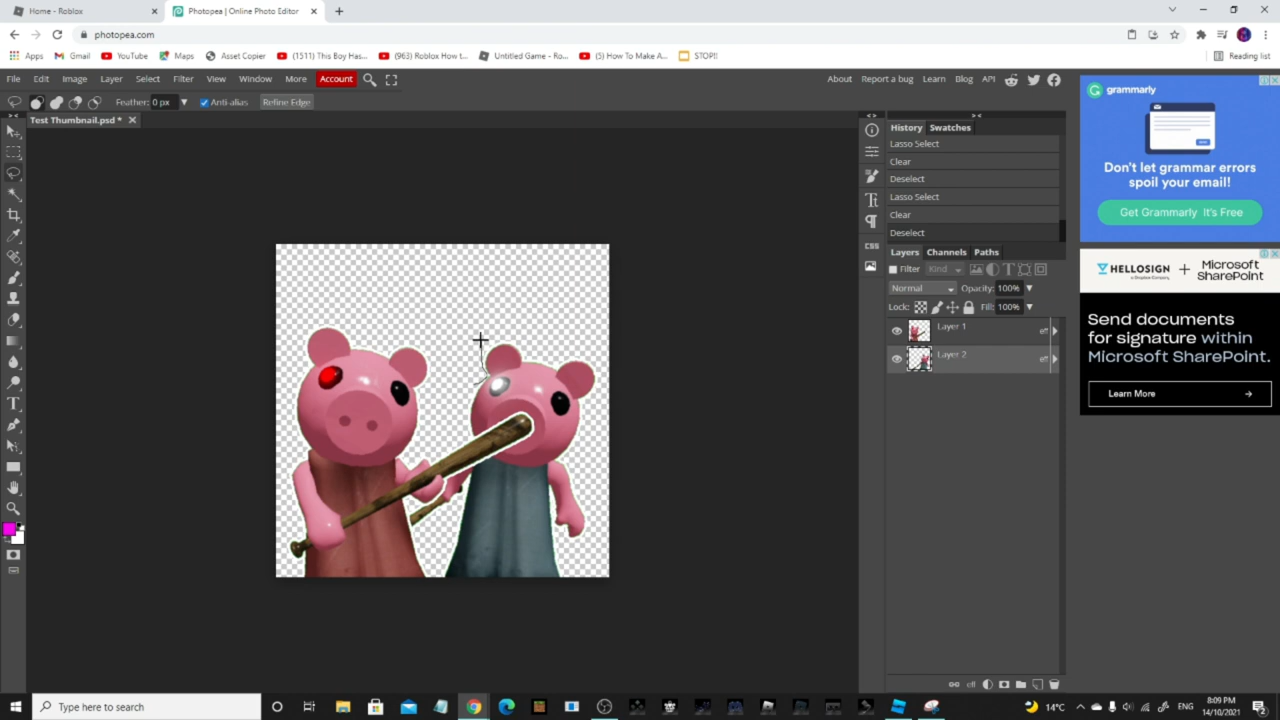 Home - Roblox
Photopea | Online Photo Editor
photopea.com
Apps
Gmail
YouTube
Maps
Asset Copier
(1511) This Boy Has...
(963) Roblox How t...
Untitled Game - Ro...
(5) How To Make A...
STOP!!
Reading list
File Edit Image Layer Select Filter View Window More Account
About Report a bug Learn Blog API
Feather: 0 px
Anti-alias
Refine Edge
Test Thumbnail.psd *
History Swatches
Lasso Select
Clear
Deselect
Lasso Select
Clear
Deselect
Layers Channels Paths
Filter Kind
Normal Opacity: 100%
Lock: Fill: 100%
Layer 1
eff
Layer 2
eff
CSS
eff
grammarly
Don't let grammar errors
spoil your email!
Get Grammarly It's Free
HELLOSIGN + Microsoft
SharePoint
Send documents
for signature within
Microsoft SharePoint.
Learn More
Type here to search
14°C
ENG
8:09 PM
14/10/2021
2